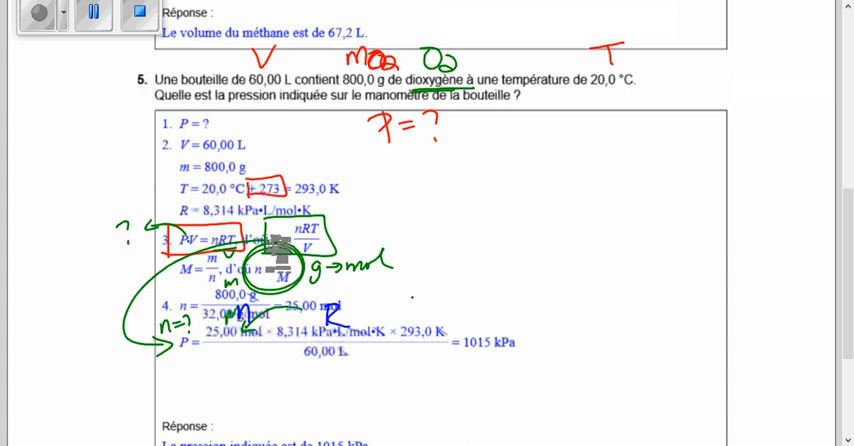 Réponse :
Le volume du méthane est de 67,2 L.
V mO2 O2 T
5. Une bouteille de 60,00 L contient 800,0 g de dioxygène à une température de 20,0 °C.
Quelle est la pression indiquée sur le manomètre de la bouteille ?
P = ?
1. P = ?
2. V = 60,00 L
m = 800,0 g
T = 20,0 °C + 273 = 293,0 K
R = 8,314 kPa•L/mol•K
? 3. PV = nRT, d'où nRT
V
M = m/n, d'où n M g→mol
m
4. n = 800,0 g / 32,0 g/mol = 25,00 mol
n=? M n R
P = 25,00 mol × 8,314 kPa•L/mol•K × 293,0 K / 60,00 L = 1015 kPa
Réponse :
La pression indiquée est de 1015 kPa.